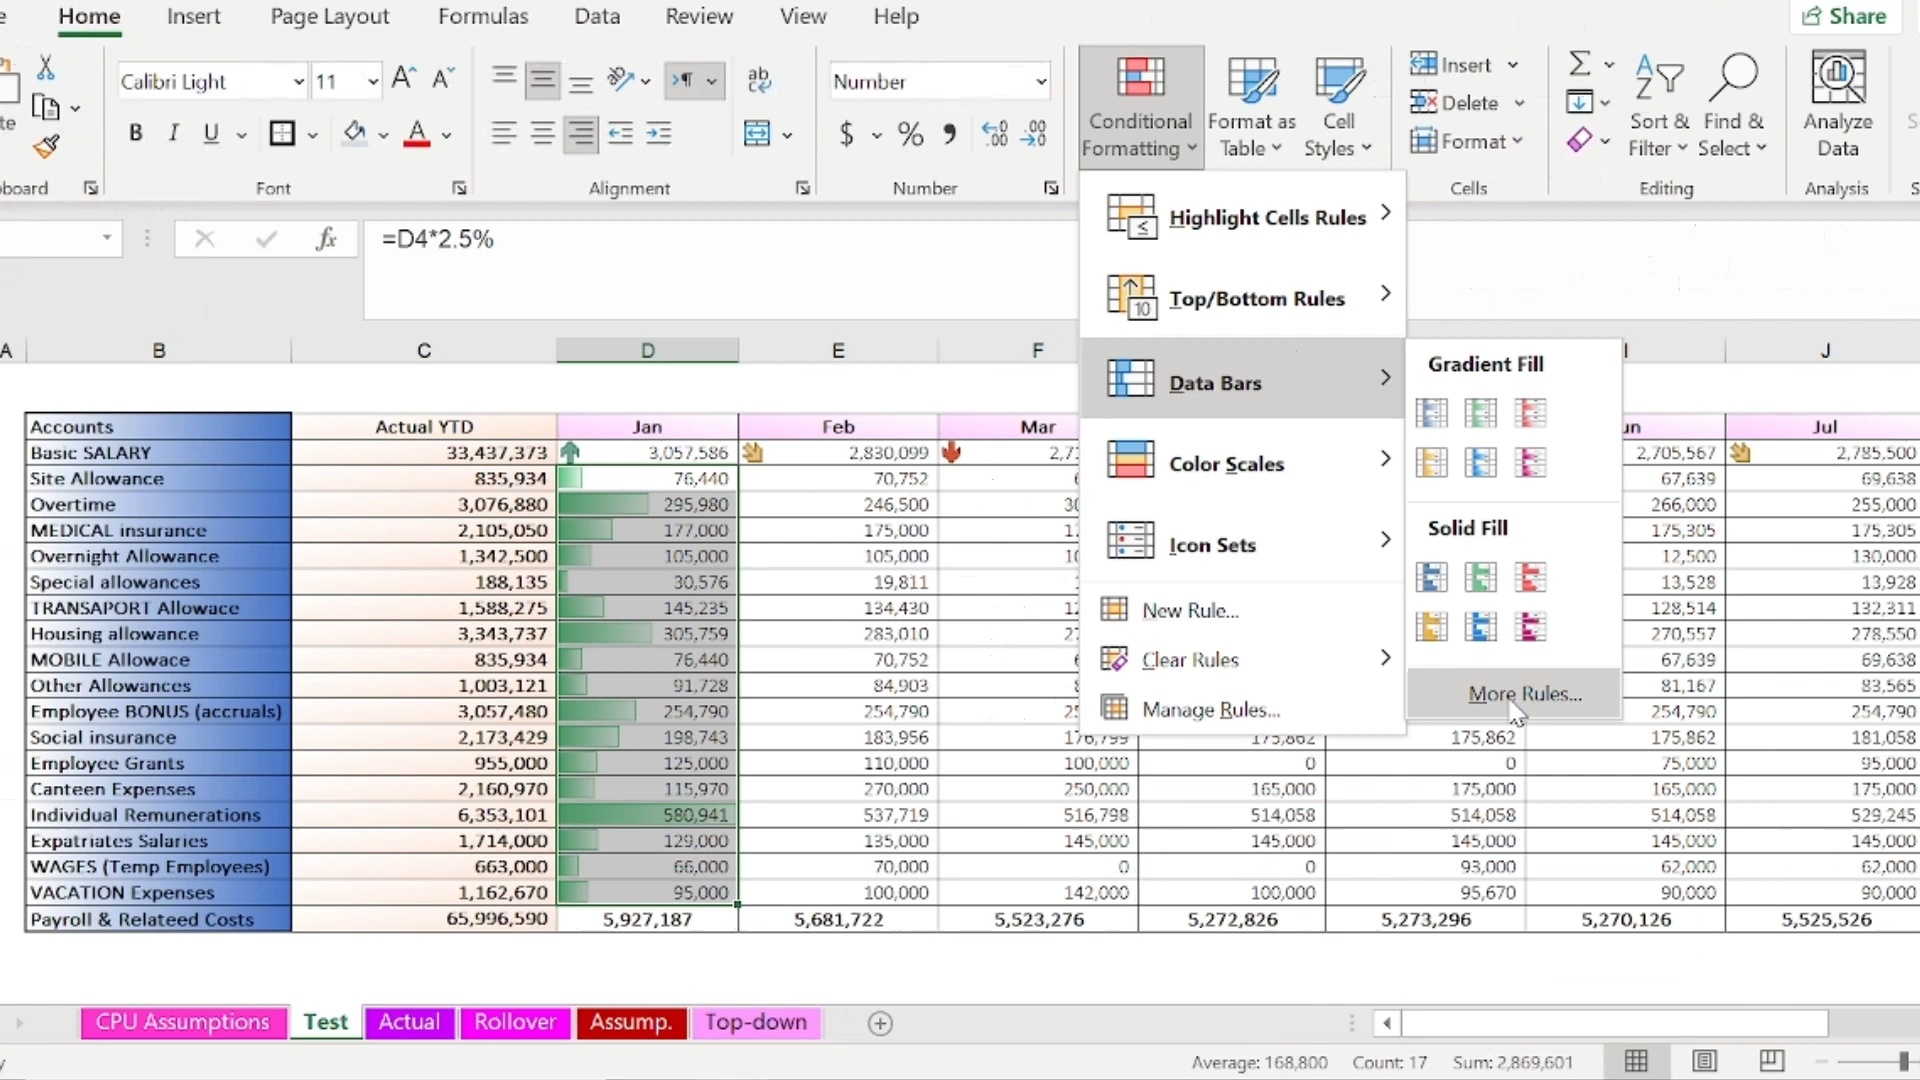 Home Insert Page Layout Formulas Data Review View Help Share
Calibri Light 11 Number
Conditional Formatting Format as Table Cell Styles
Insert
Delete
Format
Sort & Filter Find & Select Analyze Data
Font Alignment Number Cells Editing Analysis
=D4*2.5%
Highlight Cells Rules
Top/Bottom Rules
Data Bars
Color Scales
Icon Sets
New Rule...
Clear Rules
Manage Rules...
Gradient Fill
Solid Fill
More Rules...
A B C D E F I J
Accounts Actual YTD Jan Feb Mar Jul
Basic SALARY 33,437,373 3,057,586 2,830,099 2,705,567 2,785,500
Site Allowance 835,934 76,440 70,752 67,639 69,638
Overtime 3,076,880 295,980 246,500 266,000 255,000
MEDICAL insurance 2,105,050 177,000 175,000 175,305 175,305
Overnight Allowance 1,342,500 105,000 105,000 12,500 130,000
Special allowances 188,135 30,576 19,811 13,528 13,928
TRANSAPORT Allowace 1,588,275 145,235 134,430 128,514 132,311
Housing allowance 3,343,737 305,759 283,010 270,557 278,550
MOBILE Allowace 835,934 76,440 70,752 67,639 69,638
Other Allowances 1,003,121 91,728 84,903 81,167 83,565
Employee BONUS (accruals) 3,057,480 254,790 254,790 254,790 254,790
Social insurance 2,173,429 198,743 183,956 176,799 175,862 175,862 175,862 181,058
Employee Grants 955,000 125,000 110,000 100,000 0 0 75,000 95,000
Canteen Expenses 2,160,970 115,970 270,000 250,000 165,000 175,000 165,000 175,000
Individual Remunerations 6,353,101 580,941 537,719 516,798 514,058 514,058 514,058 529,245
Expatriates Salaries 1,714,000 129,000 135,000 145,000 145,000 145,000 145,000 145,000
WAGES (Temp Employees) 663,000 66,000 70,000 0 0 93,000 62,000 62,000
VACATION Expenses 1,162,670 95,000 100,000 142,000 100,000 95,670 90,000 90,000
Payroll & Relateed Costs 65,996,590 5,927,187 5,681,722 5,523,276 5,272,826 5,273,296 5,270,126 5,525,526
CPU Assumptions Test Actual Rollover Assump. Top-down
Average: 168,800 Count: 17 Sum: 2,869,601